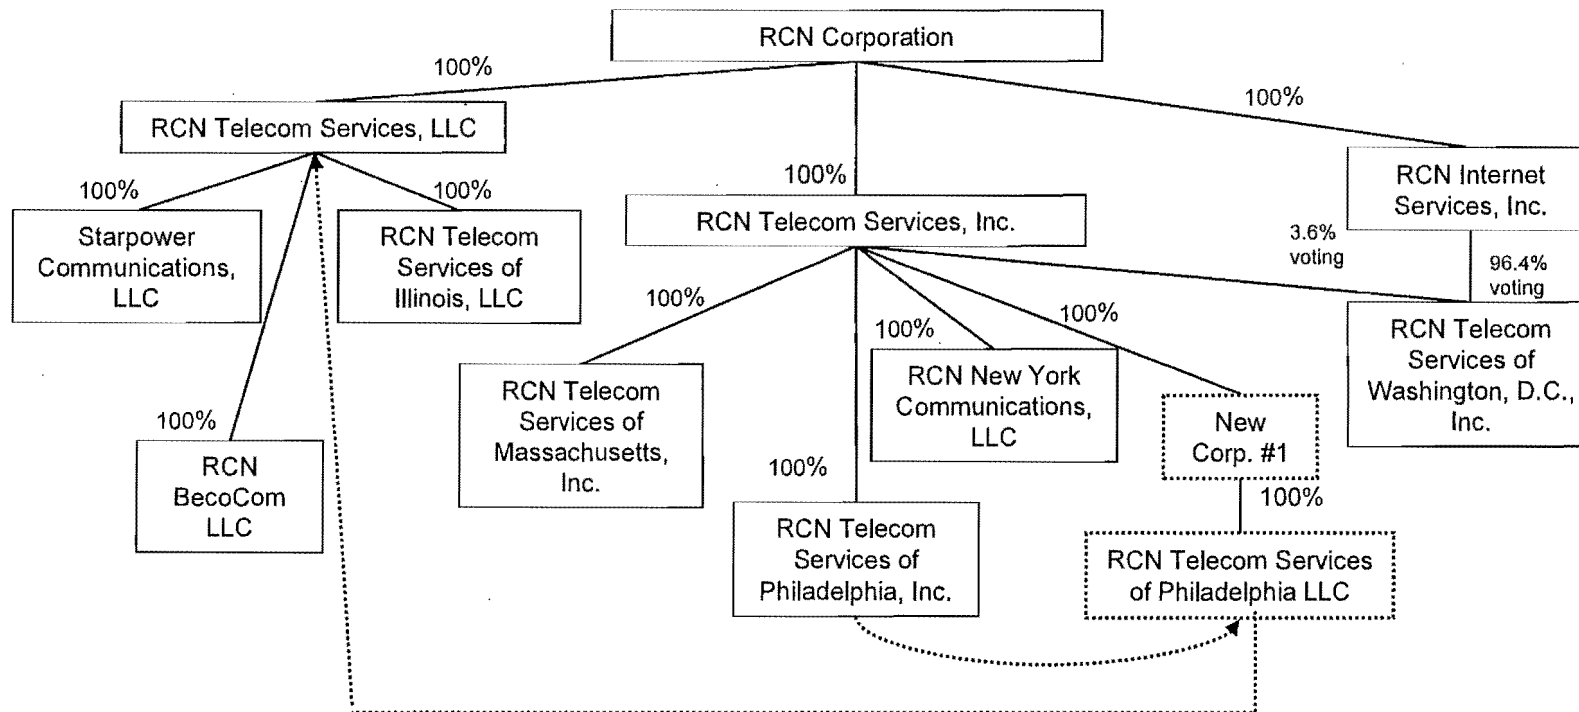 RCN Corporation
100%
100%
RCN Telecom Services, LLC
100%
100%
100%
RCN Internet
Services, Inc.
Starpower
Communications,
LLC
RCN Telecom
Services of
Illinois, LLC
RCN Telecom Services, Inc.
3.6%
voting
96.4%
voting
100%
100%
100%
RCN Telecom
Services of
Massachusetts,
Inc.
RCN New York
Communications,
LLC
RCN Telecom
Services of
Washington, D.C.,
Inc.
100%
RCN
BecoCom
LLC
100%
New
Corp. #1
100%
RCN Telecom
Services of
Philadelphia, Inc.
RCN Telecom Services
of Philadelphia LLC